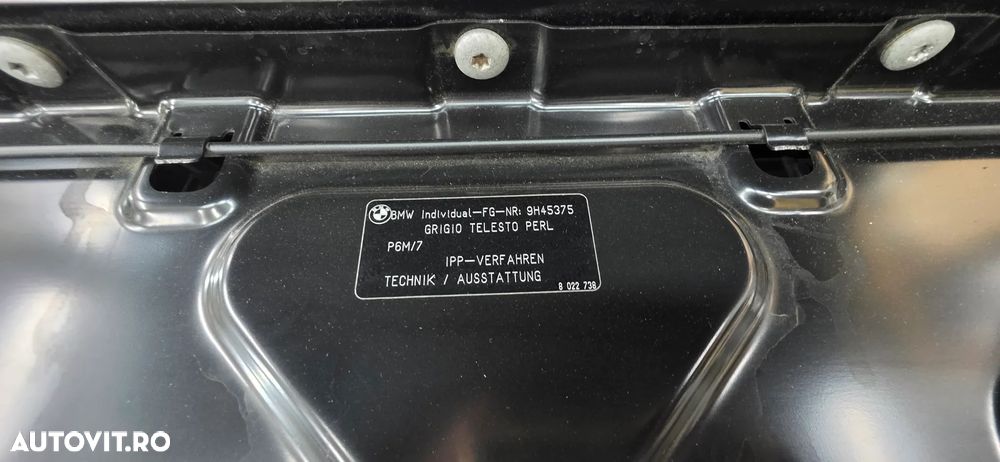 BMW Individual-FG-NR: 9H45375
GRIGIO TELESTO PERL
P6M/7
IPP-VERFAHREN
TECHNIK / AUSSTATTUNG
8 022 738
AUTOVIT.RO